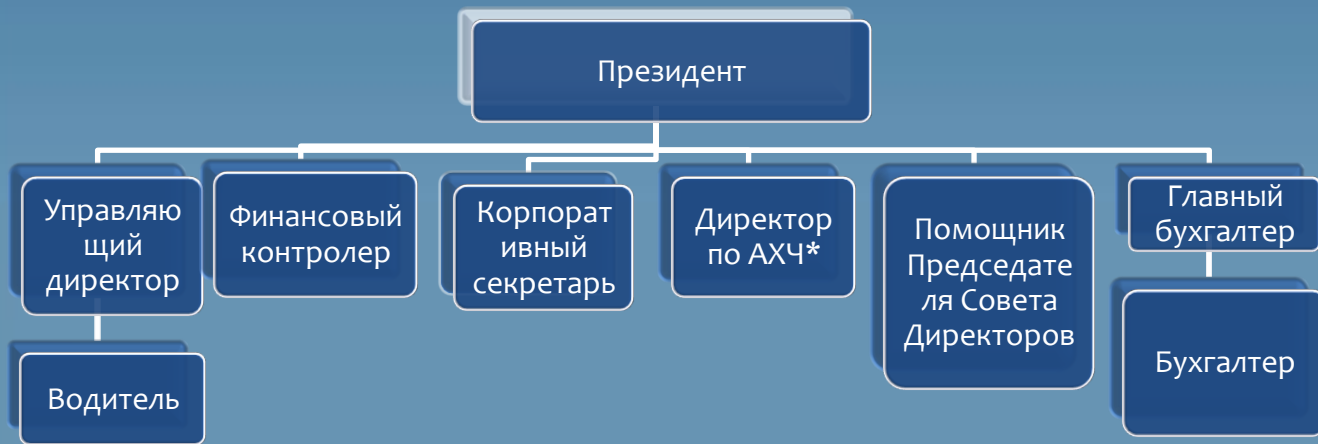 Президент
Управляю
щий
директор
Финансовый
контролер
Корпорат
ивный
секретарь
Директор
по АХЧ*
Помощник
Председате
ля Совета
Директоров
Главный
бухгалтер
Водитель
Бухгалтер